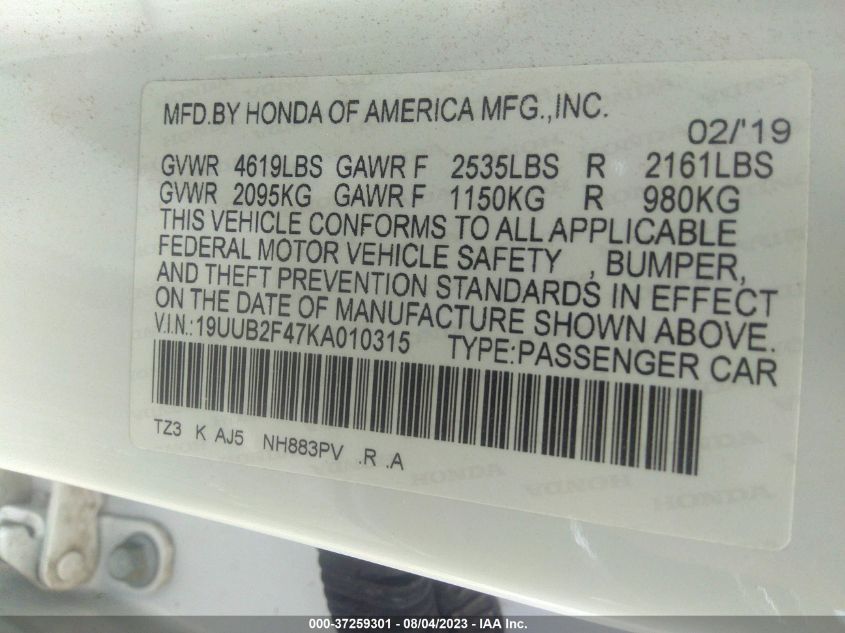 MFD.BY HONDA OF AMERICA MFG.,INC.
02/'19
GVWR 4619LBS GAWR F 2535LBS R 2161LBS
GVWR 2095KG GAWR F 1150KG R 980KG
THIS VEHICLE CONFORMS TO ALL APPLICABLE
FEDERAL MOTOR VEHICLE SAFETY , BUMPER,
AND THEFT PREVENTION STANDARDS IN EFFECT
ON THE DATE OF MANUFACTURE SHOWN ABOVE.
V.I.N.:19UUB2F47KA010315 TYPE:PASSENGER CAR
TZ3 K AJ5 NH883PV .R .A
HONDA HONDA HONDA
000-37259301 - 08/04/2023 - IAA Inc.